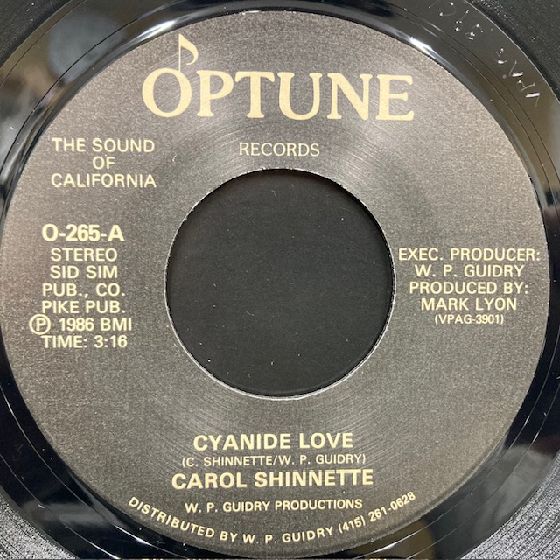 OPTUNE
RECORDS
THE SOUND
OF
CALIFORNIA
O-265-A
STEREO
SID SIM
PUB., CO.
PIKE PUB.
Ⓟ 1986 BMI
TIME: 3:16
EXEC. PRODUCER:
W. P. GUIDRY
PRODUCED BY:
MARK LYON
(VPAG-3901)
CYANIDE LOVE
(C. SHINNETTE/W. P. GUIDRY)
CAROL SHINNETTE
W. P. GUIDRY PRODUCTIONS
DISTRIBUTED BY W. P. GUIDRY (415) 261-0628